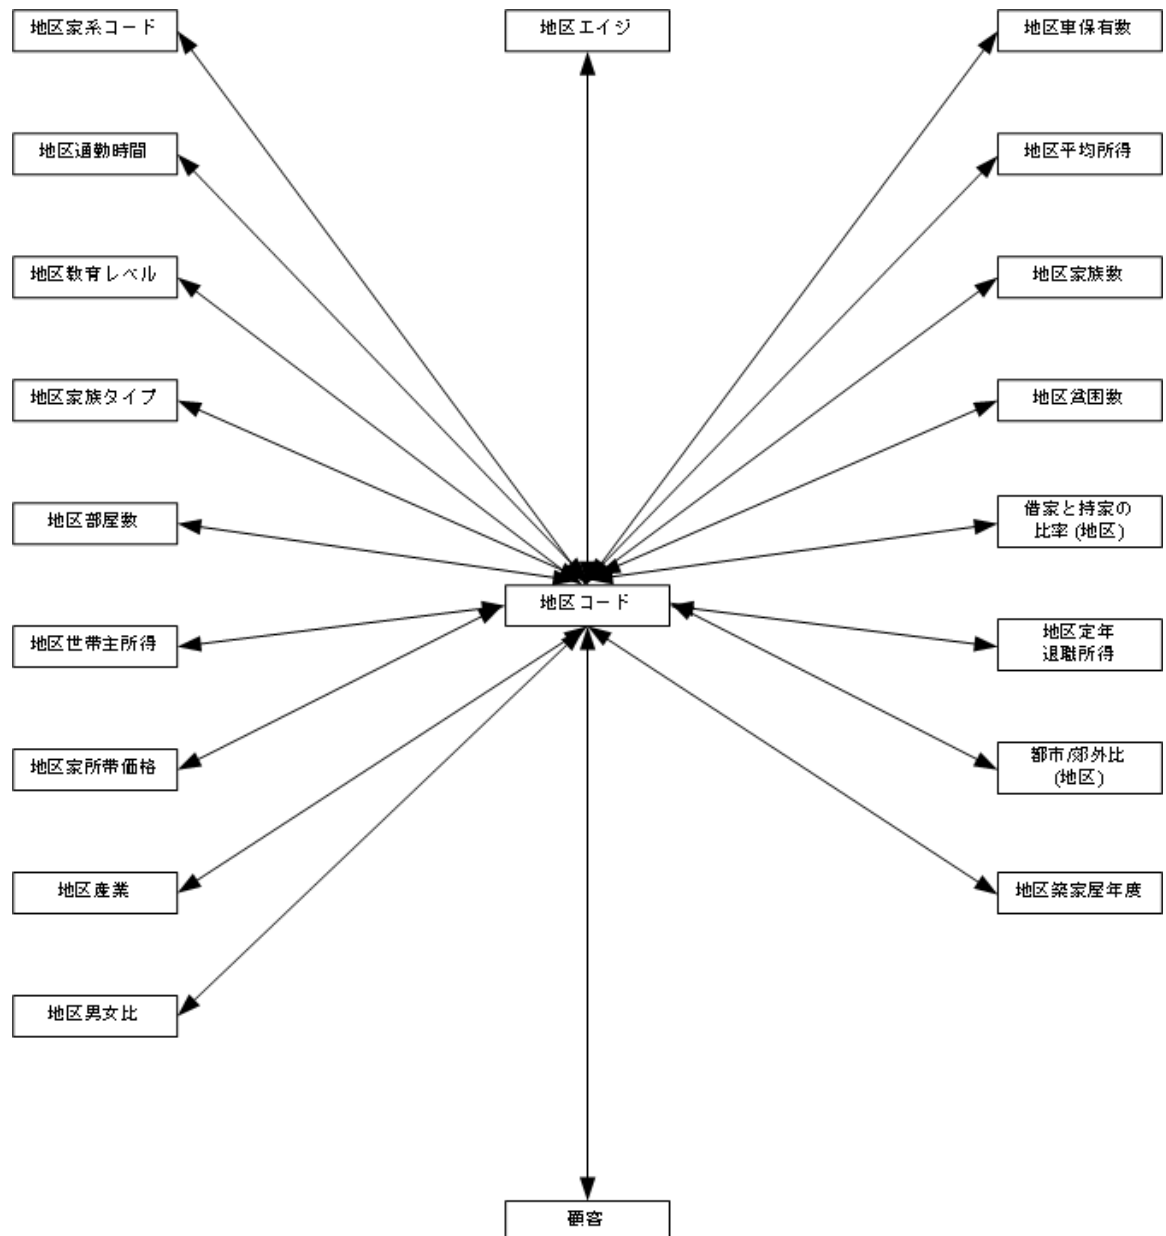 地区家系コード
地区エイジ
地区車保有数
地区通勤時間
地区平均所得
地区教育レベル
地区家族数
地区家族タイプ
地区貧困数
地区部屋数
借家と持家の
比率 (地区)
地区コード
地区世帯主所得
地区定年
退職所得
地区家所帯価格
都市/郊外比
(地区)
地区産業
地区築家屋年度
地区男女比
顧客